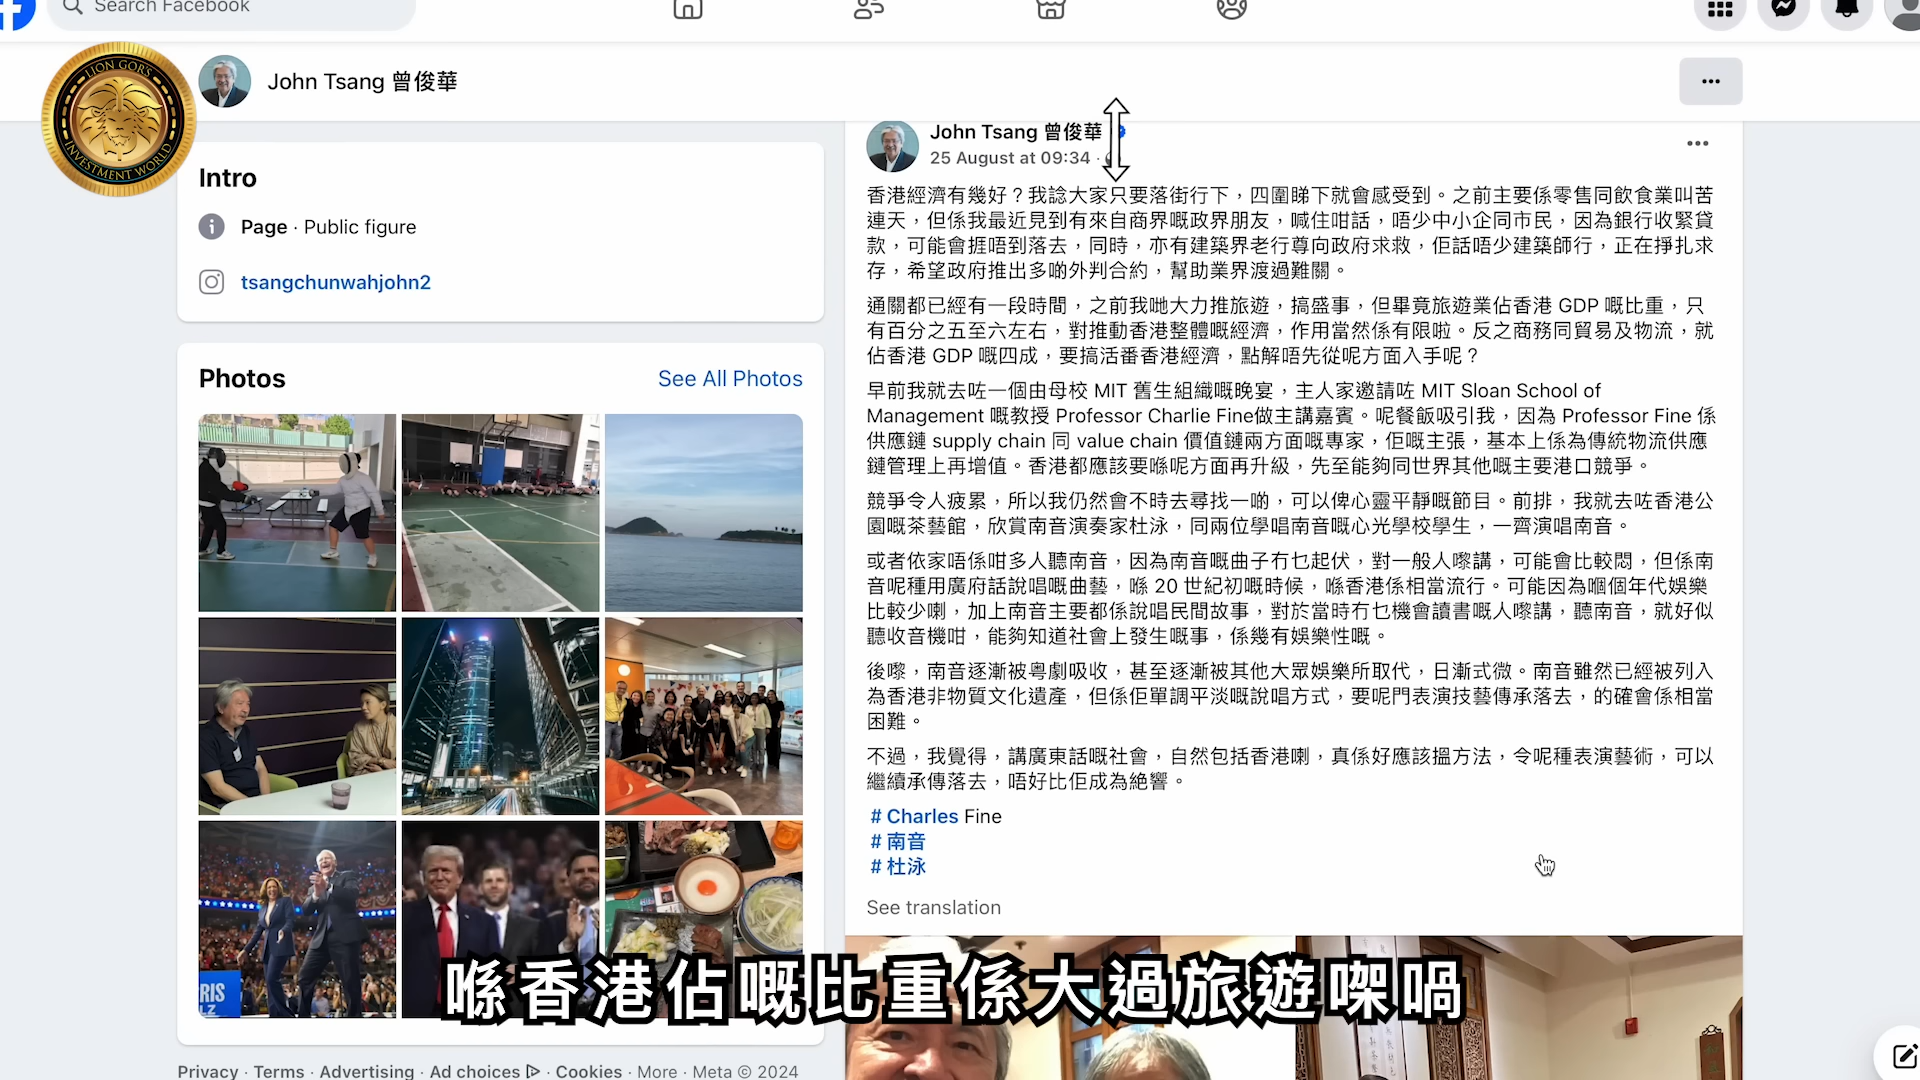 Search Facebook
LION GOR'S
INVESTMENT WORLD
John Tsang 曾俊華
Intro
Page · Public figure
tsangchunwahjohn2
Photos
See All Photos
John Tsang 曾俊華
25 August at 09:34 ·
香港經濟有幾好？我諗大家只要落街行下，四圍睇下就會感受到。之前主要係零售同飲食業叫苦
連天，但係我最近見到有來自商界嘅政界朋友，喊住咁話，唔少中小企同市民，因為銀行收緊貸
款，可能會捱唔到落去，同時，亦有建築界老行尊向政府求救，佢話唔少建築師行，正在掙扎求
存，希望政府推出多啲外判合約，幫助業界渡過難關。
通關都已經有一段時間，之前我哋大力推旅遊，搞盛事，但畢竟旅遊業佔香港 GDP 嘅比重，只
有百分之五至六左右，對推動香港整體嘅經濟，作用當然係有限啦。反之商務同貿易及物流，就
佔香港 GDP 嘅四成，要搞活番香港經濟，點解唔先從呢方面入手呢？
早前我就去咗一個由母校 MIT 舊生組織嘅晚宴，主人家邀請咗 MIT Sloan School of
Management 嘅教授 Professor Charlie Fine做主講嘉賓。呢餐飯吸引我，因為 Professor Fine 係
供應鏈 supply chain 同 value chain 價值鏈兩方面嘅專家，佢嘅主張，基本上係為傳統物流供應
鏈管理上再增值。香港都應該要喺呢方面再升級，先至能夠同世界其他嘅主要港口競爭。
競爭令人疲累，所以我仍然會不時去尋找一啲，可以俾心靈平靜嘅節目。前排，我就去咗香港公
園嘅茶藝館，欣賞南音演奏家杜泳，同兩位學唱南音嘅心光學校學生，一齊演唱南音。
或者依家唔係咁多人聽南音，因為南音嘅曲子冇乜起伏，對一般人嚟講，可能會比較悶，但係南
音呢種用廣府話說唱嘅曲藝，喺 20 世紀初嘅時候，喺香港係相當流行。可能因為嗰個年代娛樂
比較少喇，加上南音主要都係說唱民間故事，對於當時冇乜機會讀書嘅人嚟講，聽南音，就好似
聽收音機咁，能夠知道社會上發生嘅事，係幾有娛樂性嘅。
後嚟，南音逐漸被粵劇吸收，甚至逐漸被其他大眾娛樂所取代，日漸式微。南音雖然已經被列入
為香港非物質文化遺產，但係佢單調平淡嘅說唱方式，要呢門表演技藝傳承落去，的確會係相當
困難。
不過，我覺得，講廣東話嘅社會，自然包括香港喇，真係好應該搵方法，令呢種表演藝術，可以
繼續承傳落去，唔好比佢成為絶響。
# Charles Fine
# 南音
# 杜泳
See translation
RIS
LZ
喺香港佔嘅比重係大過旅遊㗎喎
Privacy · Terms · Advertising · Ad choices · Cookies · More · Meta © 2024